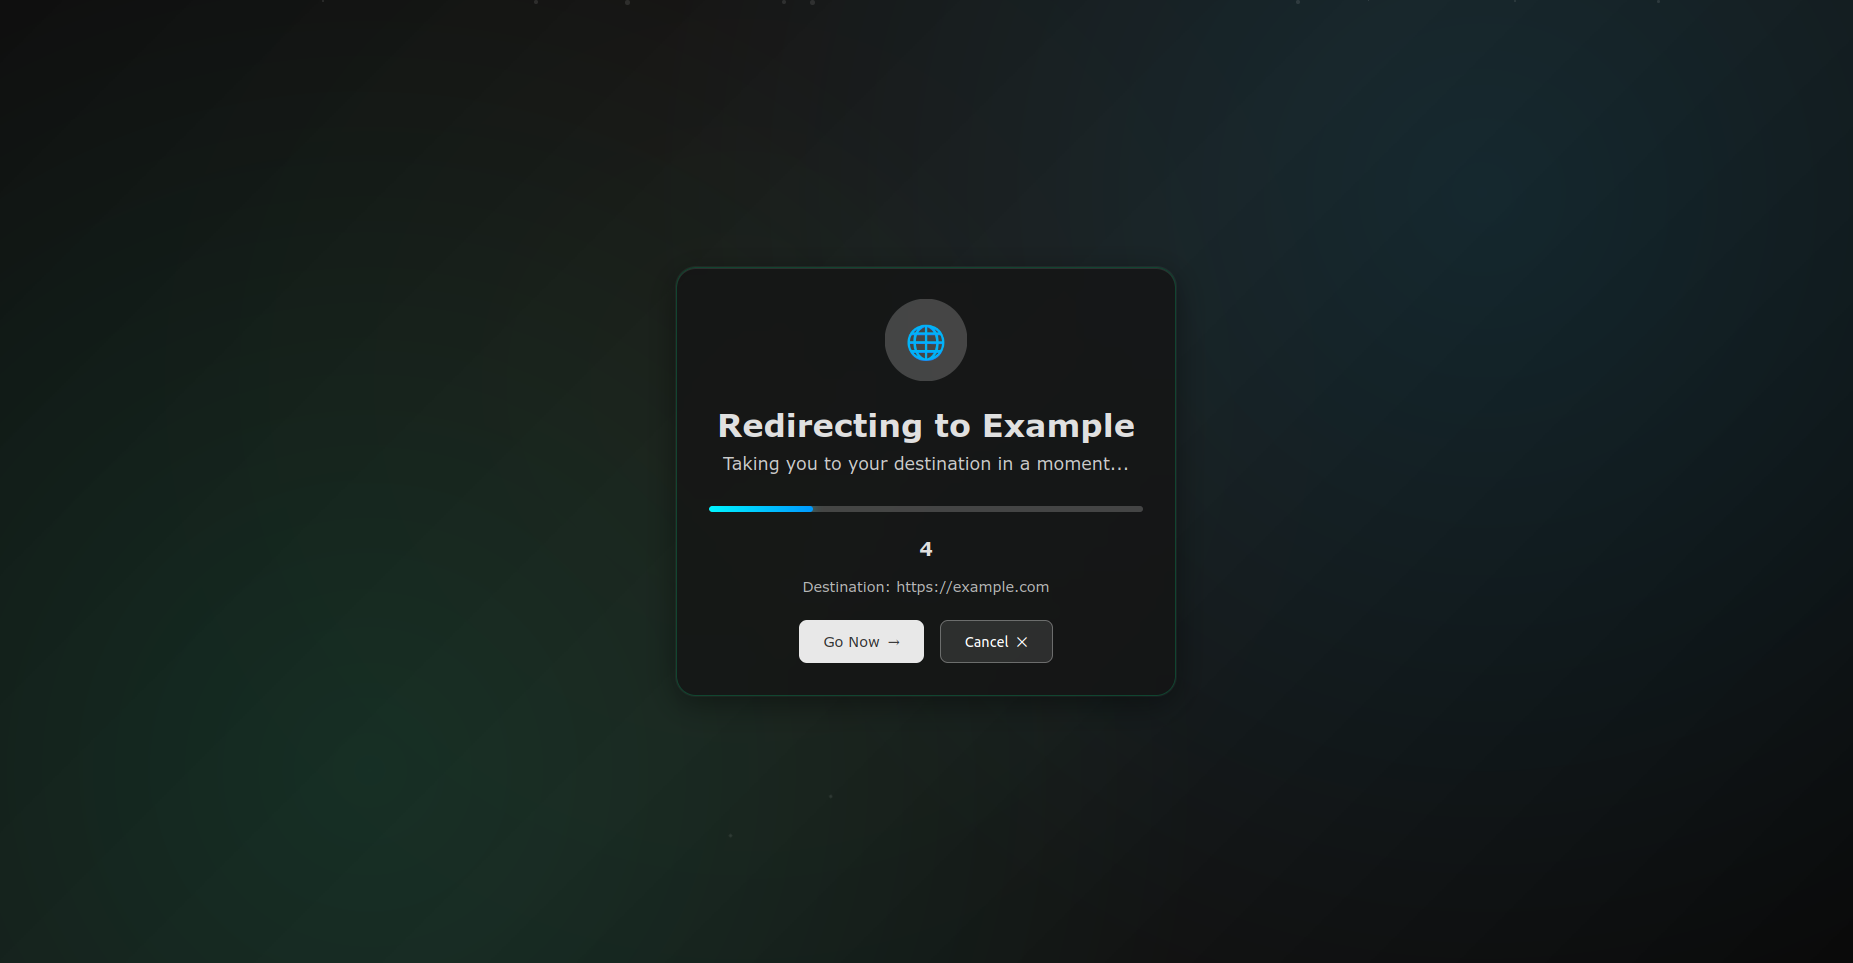 Redirecting to Example
Taking you to your destination in a moment...
4
Destination: https://example.com
Go Now →
Cancel ✕